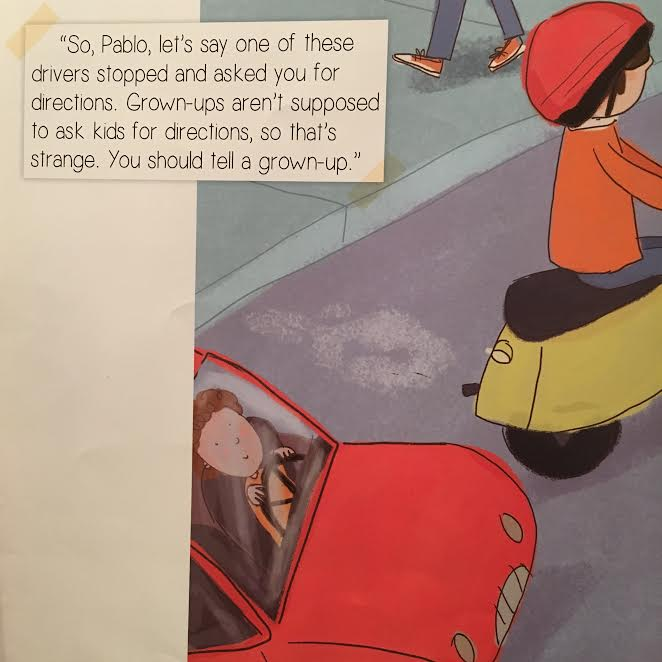 “So, Pablo, let’s say one of these
drivers stopped and asked you for
directions. Grown-ups aren’t supposed
to ask kids for directions, so that’s
strange. You should tell a grown-up.”